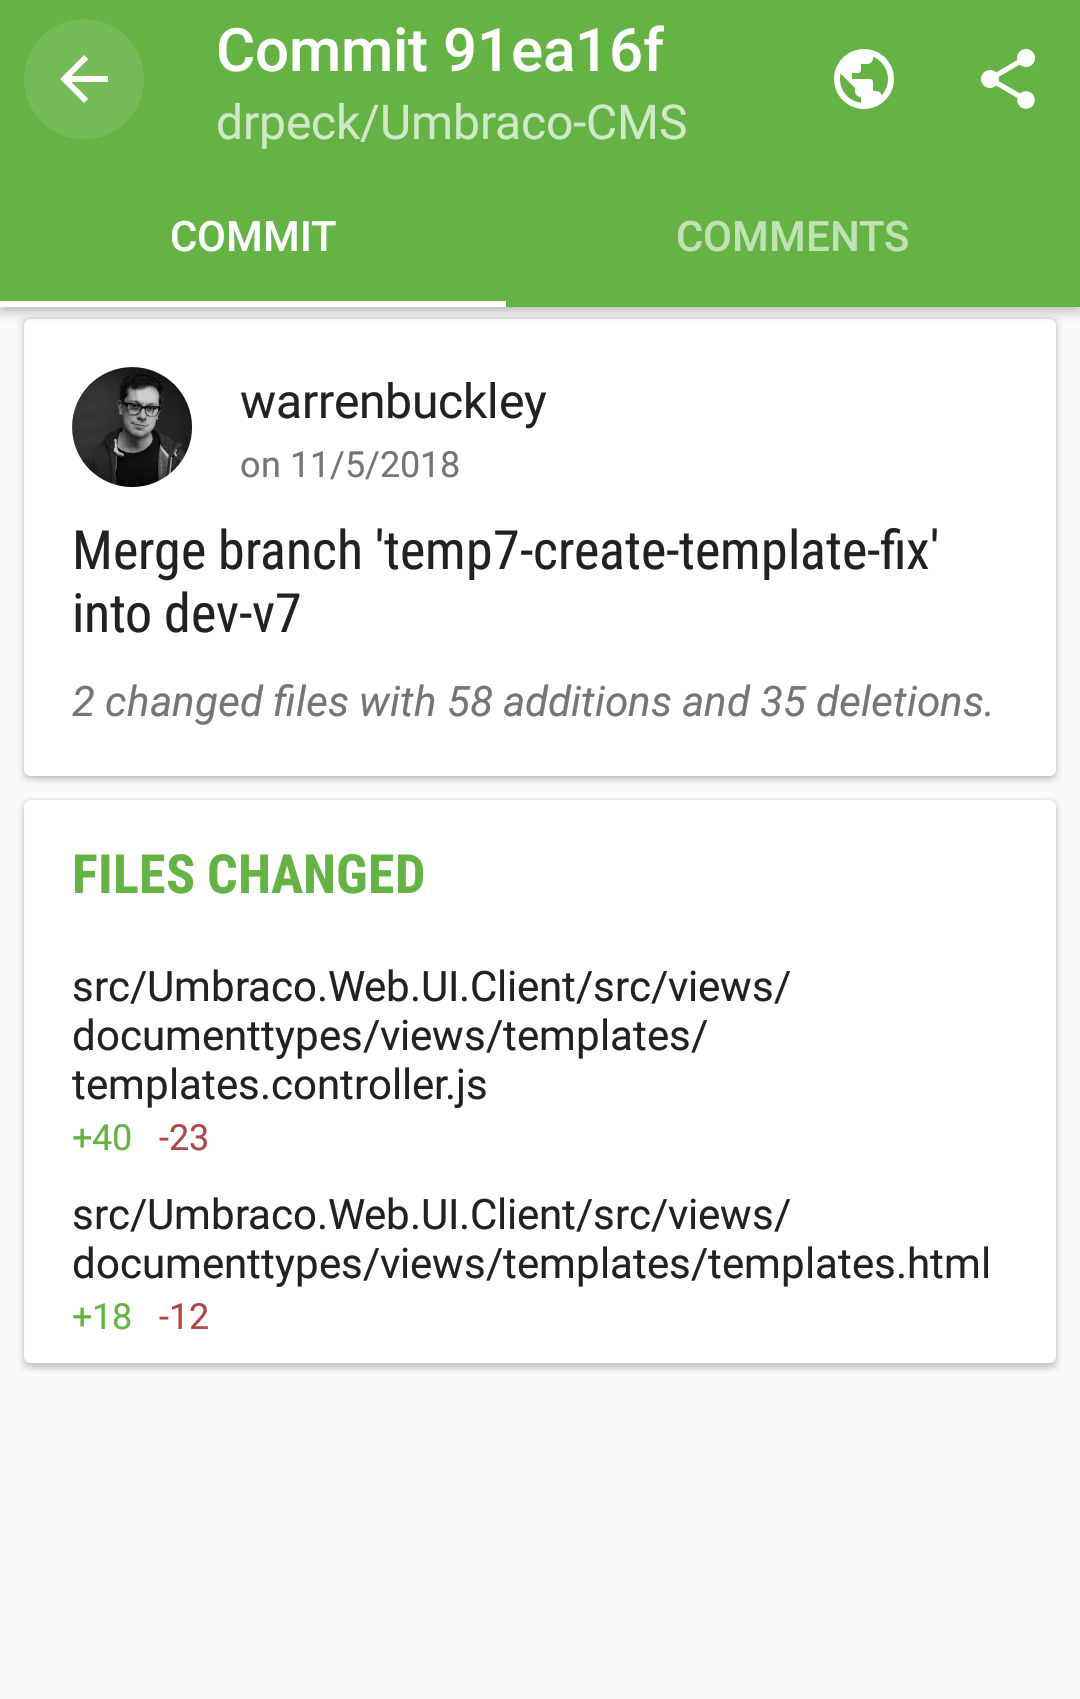 Commit 91ea16f
drpeck/Umbraco-CMS
COMMIT
COMMENTS
warrenbuckley
on 11/5/2018
Merge branch 'temp7-create-template-fix'
into dev-v7
2 changed files with 58 additions and 35 deletions.
FILES CHANGED
src/Umbraco.Web.UI.Client/src/views/
documenttypes/views/templates/
templates.controller.js
+40 -23
src/Umbraco.Web.UI.Client/src/views/
documenttypes/views/templates/templates.html
+18 -12